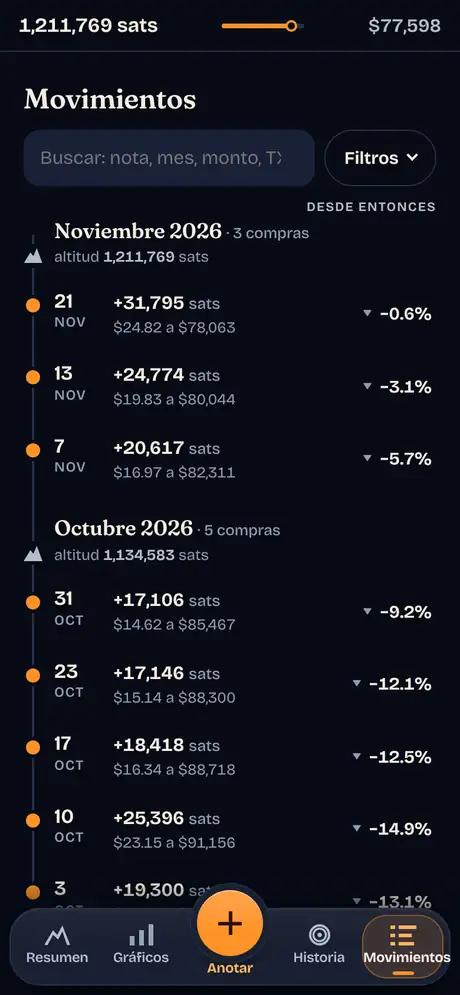 1,211,769 sats $77,598
Movimientos
Buscar: nota, mes, monto, TX
Filtros
DESDE ENTONCES
Noviembre 2026 · 3 compras
altitud 1,211,769 sats
21 NOV +31,795 sats −0.6%
$24.82 a $78,063
13 NOV +24,774 sats −3.1%
$19.83 a $80,044
7 NOV +20,617 sats −5.7%
$16.97 a $82,311
Octubre 2026 · 5 compras
altitud 1,134,583 sats
31 OCT +17,106 sats −9.2%
$14.62 a $85,467
23 OCT +17,146 sats −12.1%
$15.14 a $88,300
17 OCT +18,418 sats −12.5%
$16.34 a $88,718
10 OCT +25,396 sats −14.9%
$23.15 a $91,156
3 +19,300 sats −13.1%
Resumen
Gráficos
Anotar
Historia
Movimientos